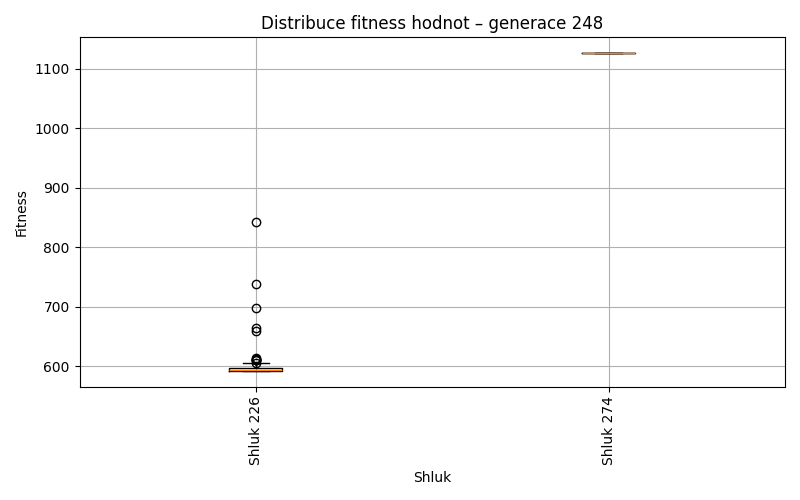 Distribuce fitness hodnot – generace 248
Fitness
1100
1000
900
800
700
600
Shluk 226
Shluk 274
Shluk